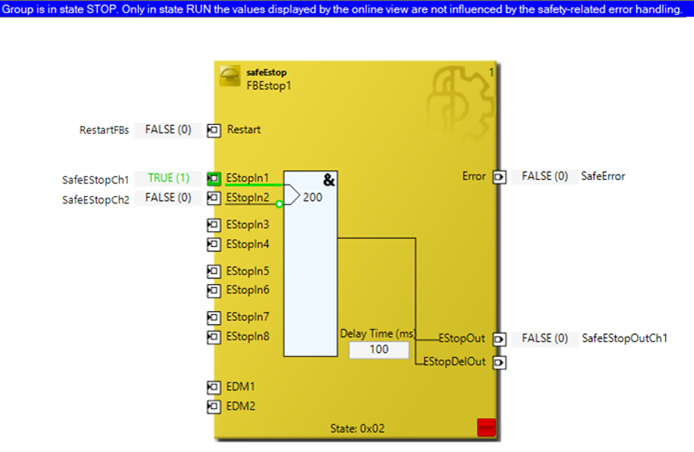 Group is in state STOP. Only in state RUN the values displayed by the online view are not influenced by the safety-related error handling.
safeEstop
1
FBEstop1
RestartFBs FALSE (0) Restart
SafeEStopCh1 TRUE (1) EStopIn1
Error FALSE (0) SafeError
&
SafeEStopCh2 FALSE (0) EStopIn2
200
EStopIn3
EStopIn4
EStopIn5
EStopIn6
EStopIn7
EStopIn8
Delay Time (ms)
100
EStopOut FALSE (0) SafeEStopOutCh1
EStopDelOut
EDM1
EDM2
State: 0x02